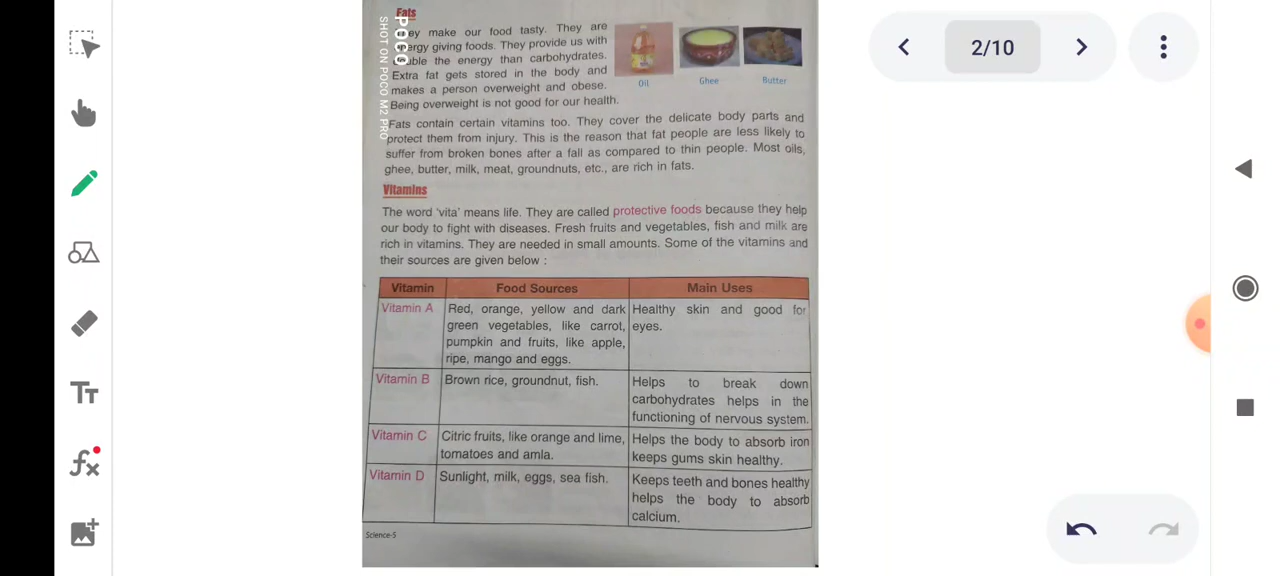 Fats
They make our food tasty. They are
energy giving foods. They provide us with
double the energy than carbohydrates.
Extra fat gets stored in the body and
makes a person overweight and obese.
Being overweight is not good for our health.
Oil
Ghee
Butter
Fats contain certain vitamins too. They cover the delicate body parts and
protect them from injury. This is the reason that fat people are less likely to
suffer from broken bones after a fall as compared to thin people. Most oils,
ghee, butter, milk, meat, groundnuts, etc., are rich in fats.
Vitamins
The word ‘vita’ means life. They are called protective foods because they help
our body to fight with diseases. Fresh fruits and vegetables, fish and milk are
rich in vitamins. They are needed in small amounts. Some of the vitamins and
their sources are given below :
Vitamin Food Sources Main Uses
Vitamin A
Red, orange, yellow and dark
green vegetables, like carrot,
pumpkin and fruits, like apple,
ripe, mango and eggs.
Healthy skin and good for
eyes.
Vitamin B
Brown rice, groundnut, fish.
Helps to break down
carbohydrates helps in the
functioning of nervous system.
Vitamin C
Citric fruits, like orange and lime,
tomatoes and amla.
Helps the body to absorb iron
keeps gums skin healthy.
Vitamin D
Sunlight, milk, eggs, sea fish.
Keeps teeth and bones healthy
helps the body to absorb
calcium.
Science-5
POCO
SHOT ON POCO M2 PRO
2/10
Tт
fx